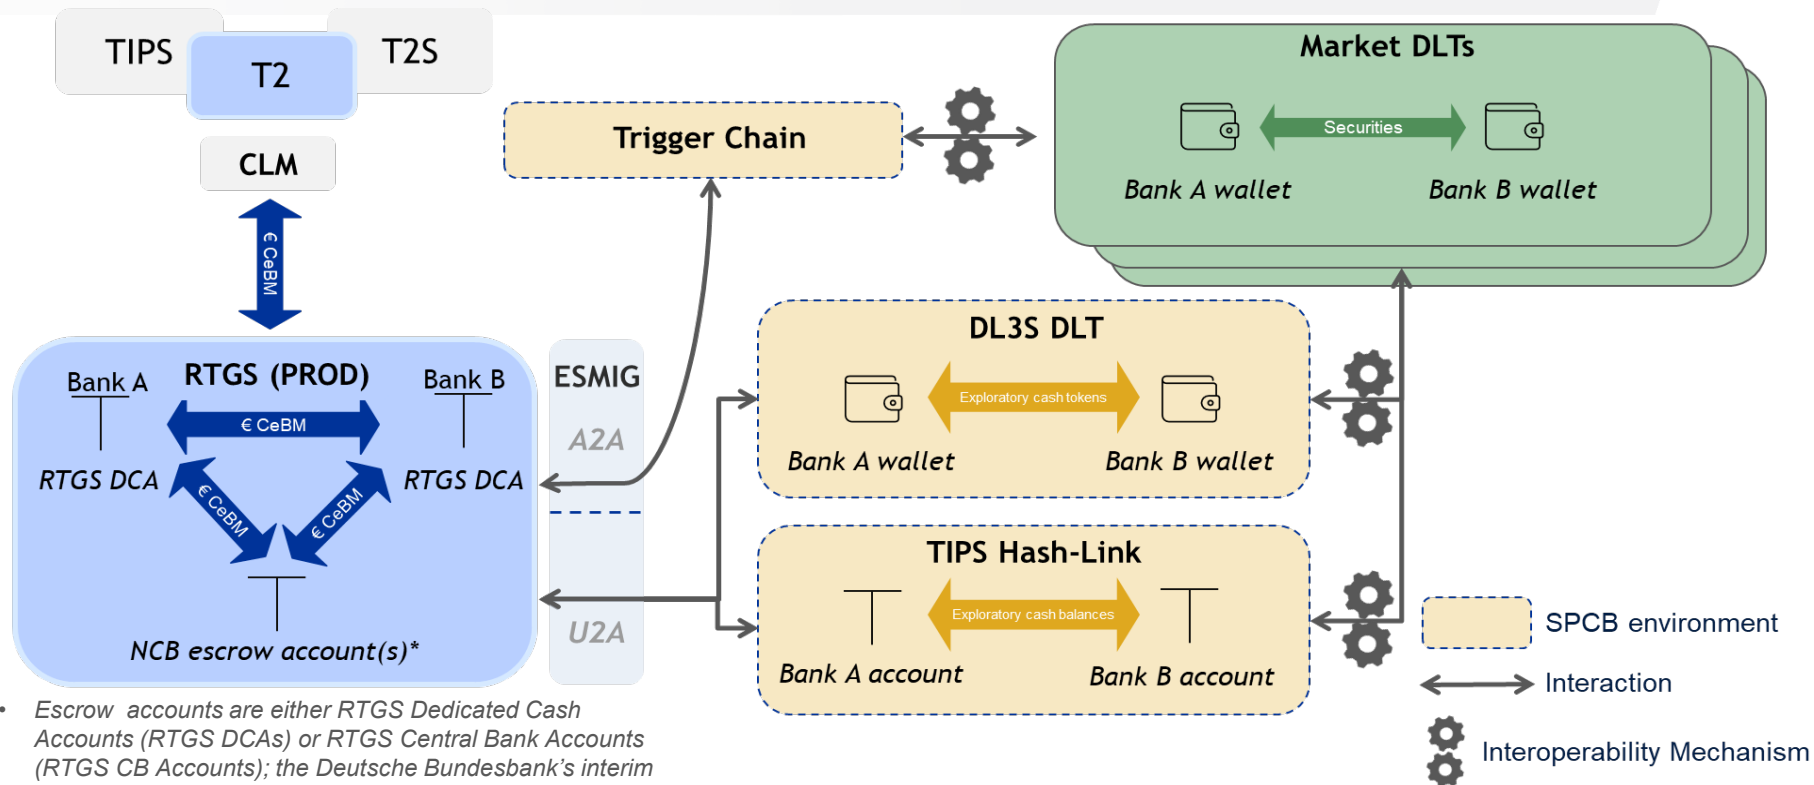 TIPS
T2
T2S
CLM
€ CeBM
RTGS (PROD)
Bank A
Bank B
€ CeBM
RTGS DCA
RTGS DCA
€ CeBM
€ CeBM
NCB escrow account(s)*
• Escrow accounts are either RTGS Dedicated Cash
Accounts (RTGS DCAs) or RTGS Central Bank Accounts
(RTGS CB Accounts); the Deutsche Bundesbank's interim
ESMIG
A2A
U2A
Trigger Chain
Market DLTs
Securities
Bank A wallet
Bank B wallet
DL3S DLT
Exploratory cash tokens
Bank A wallet
Bank B wallet
TIPS Hash-Link
Exploratory cash balances
Bank A account
Bank B account
SPCB environment
Interaction
Interoperability Mechanism